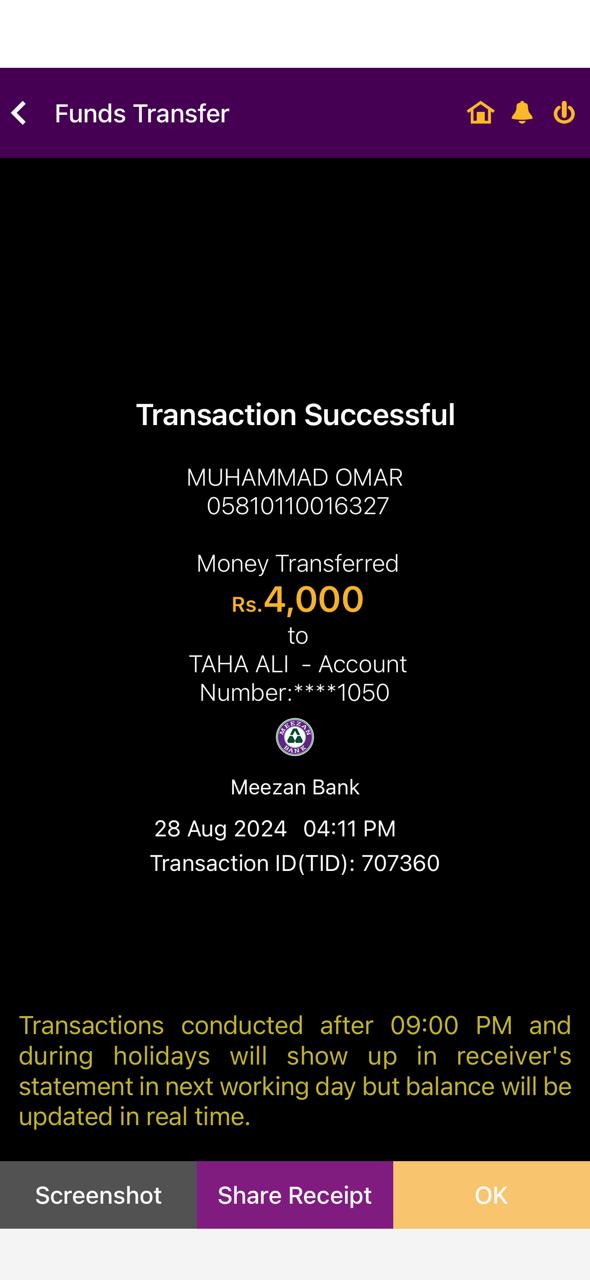 Funds Transfer
Transaction Successful
MUHAMMAD OMAR
05810110016327
Money Transferred
Rs.4,000
to
TAHA ALI - Account
Number:****1050
MEEZAN
BANK
Meezan Bank
28 Aug 2024 04:11 PM
Transaction ID(TID): 707360
Transactions conducted after 09:00 PM and
during holidays will show up in receiver's
statement in next working day but balance will be
updated in real time.
Screenshot
Share Receipt
OK